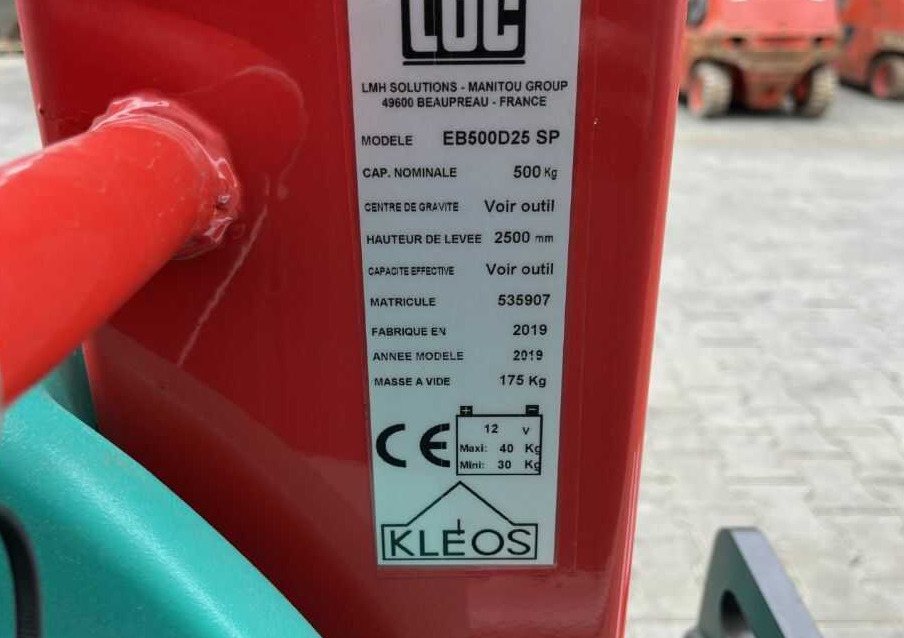 LOC
LMH SOLUTIONS - MANITOU GROUP
49600 BEAUPREAU - FRANCE
MODELE EB500D25 SP
CAP. NOMINALE 500 Kg
CENTRE DE GRAVITE Voir outil
HAUTEUR DE LEVEE 2500 mm
CAPACITE EFFECTIVE Voir outil
MATRICULE 535907
FABRIQUE EN 2019
ANNEE MODELE 2019
MASSE A VIDE 175 Kg
+ -
12 V
CE
Maxi: 40 Kg
Mini: 30 Kg
KLEOS